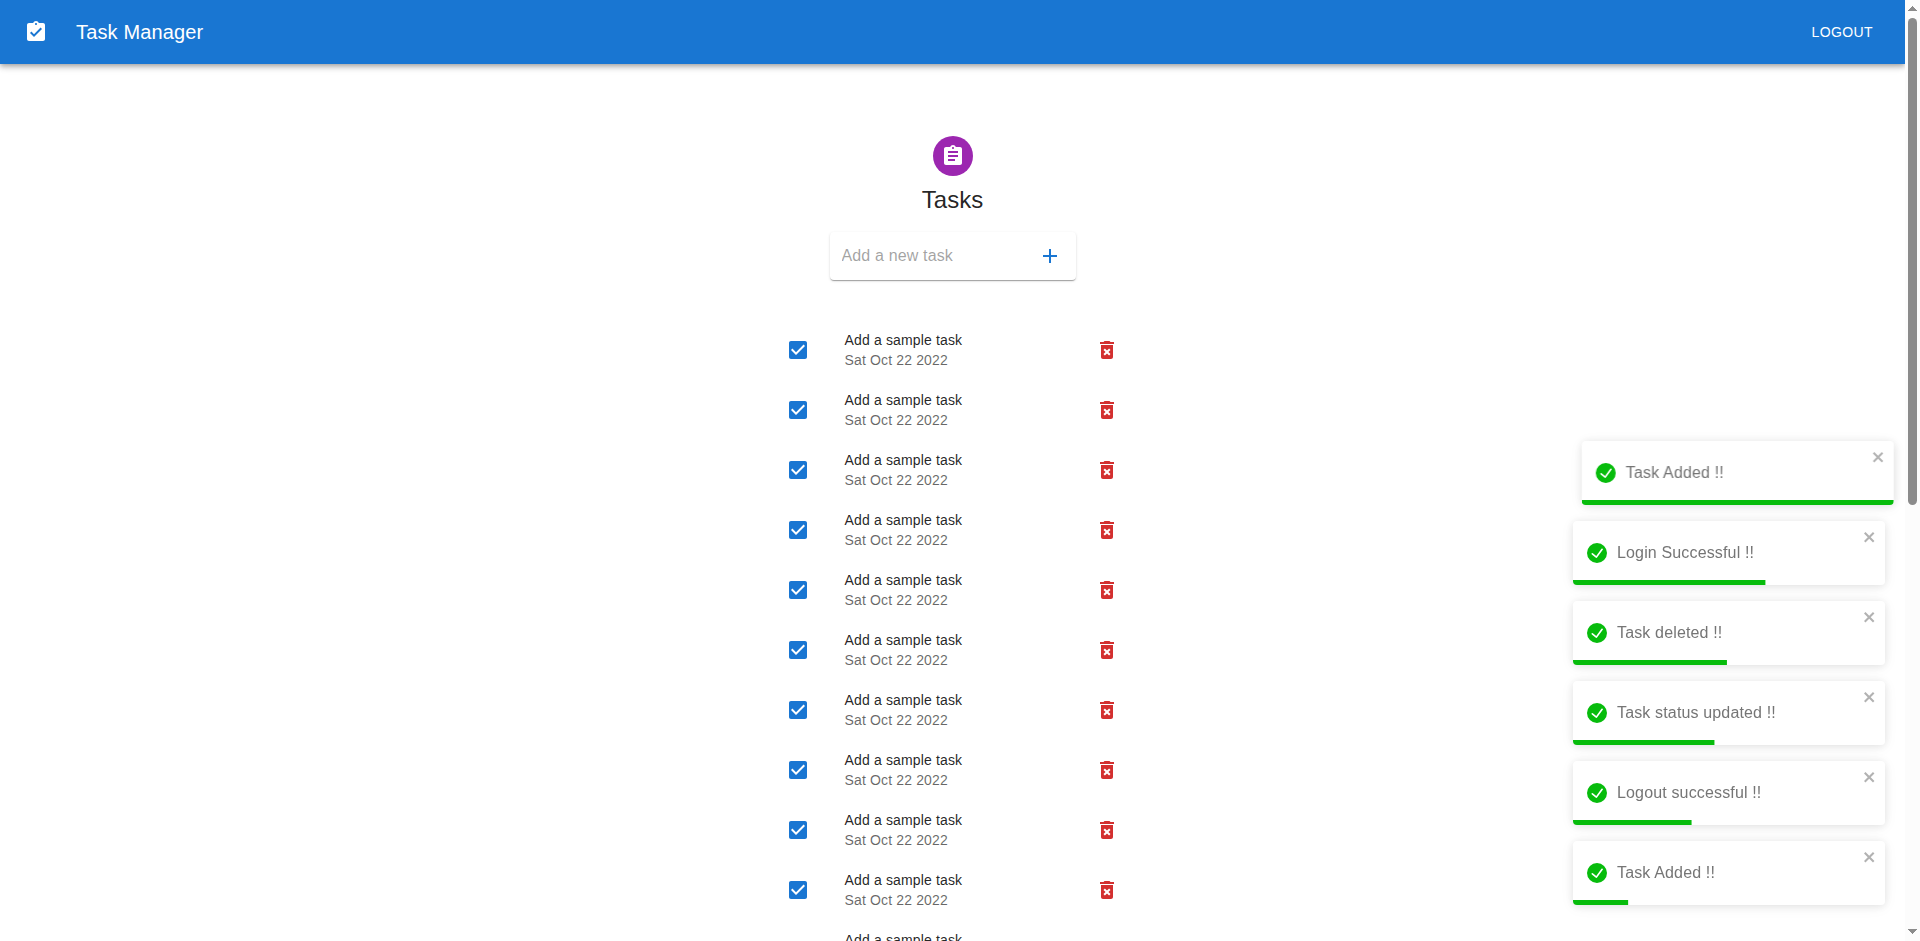 Task Manager
LOGOUT
Tasks
Add a new task
Add a sample task
Sat Oct 22 2022
Add a sample task
Sat Oct 22 2022
Add a sample task
Sat Oct 22 2022
Add a sample task
Sat Oct 22 2022
Add a sample task
Sat Oct 22 2022
Add a sample task
Sat Oct 22 2022
Add a sample task
Sat Oct 22 2022
Add a sample task
Sat Oct 22 2022
Add a sample task
Sat Oct 22 2022
Add a sample task
Sat Oct 22 2022
Add a sample task
Task Added !!
Login Successful !!
Task deleted !!
Task status updated !!
Logout successful !!
Task Added !!